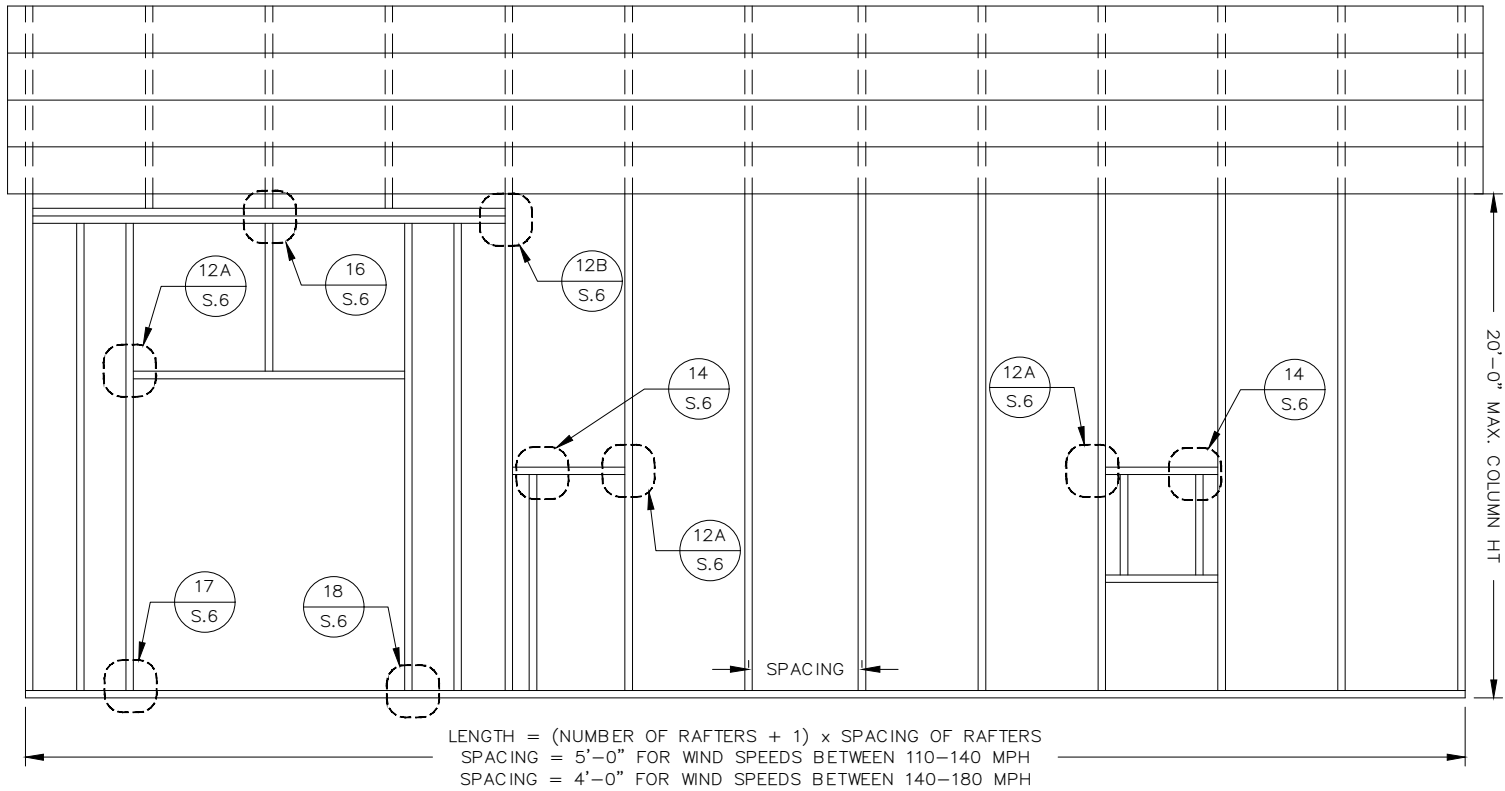 12A
S.6
16
S.6
12B
S.6
14
S.6
12A
S.6
14
S.6
12A
S.6
17
S.6
18
S.6
SPACING
20'-0" MAX. COLUMN HT
LENGTH = (NUMBER OF RAFTERS + 1) x SPACING OF RAFTERS
SPACING = 5'-0" FOR WIND SPEEDS BETWEEN 110-140 MPH
SPACING = 4'-0" FOR WIND SPEEDS BETWEEN 140-180 MPH